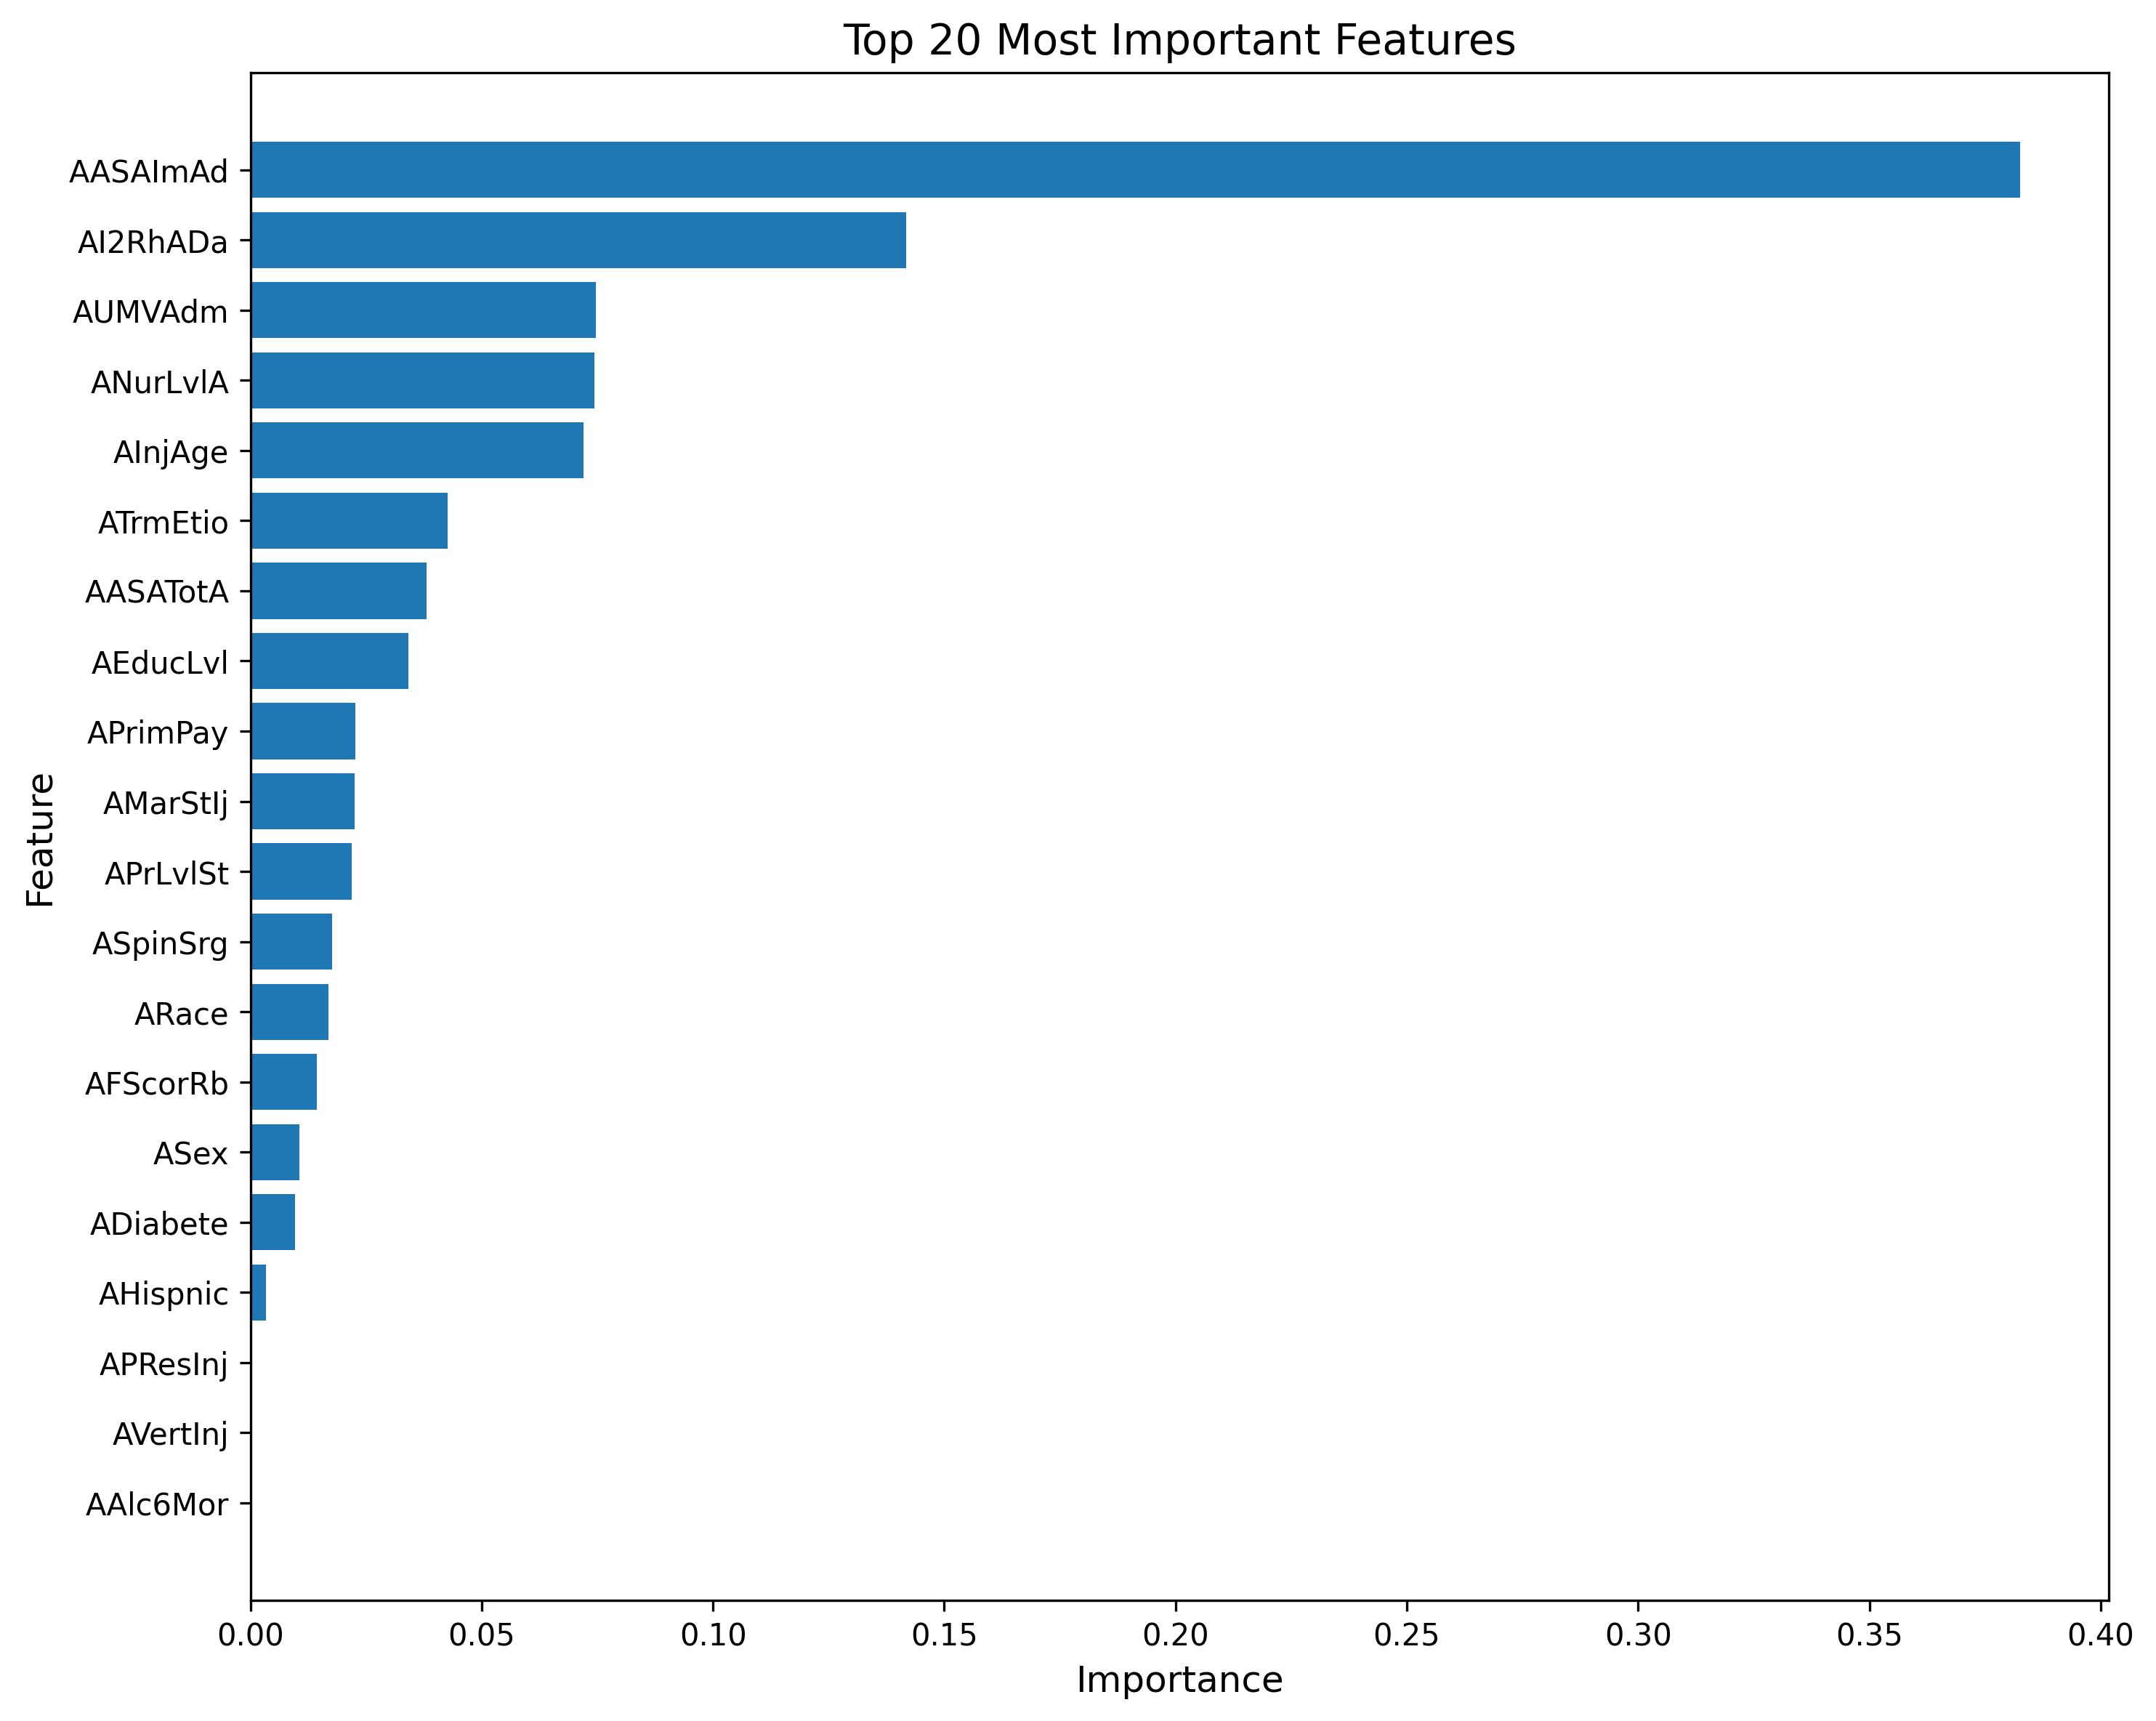 Top 20 Most Important Features
AASAImAd
AI2RhADa
AUMVAdm
ANurLvlA
AInjAge
ATrmEtio
AASATotA
AEducLvl
APrimPay
AMarStIj
APrLvlSt
ASpinSrg
ARace
AFScorRb
ASex
ADiabete
AHispnic
APResInj
AVertInj
AAlc6Mor
Feature
0.00 0.05 0.10 0.15 0.20 0.25 0.30 0.35 0.40
Importance